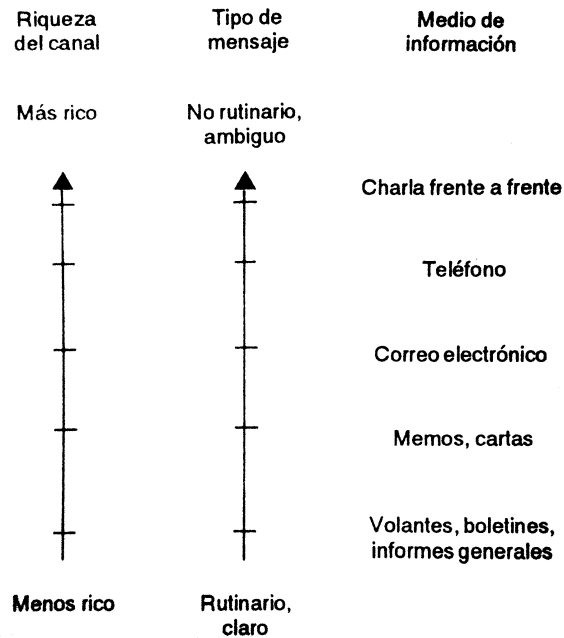 Riqueza
del canal
Tipo de
mensaje
Medio de
información
Más rico
No rutinario,
ambiguo
Charla frente a frente
Teléfono
Correo electrónico
Memos, cartas
Volantes, boletines,
informes generales
Menos rico
Rutinario,
claro